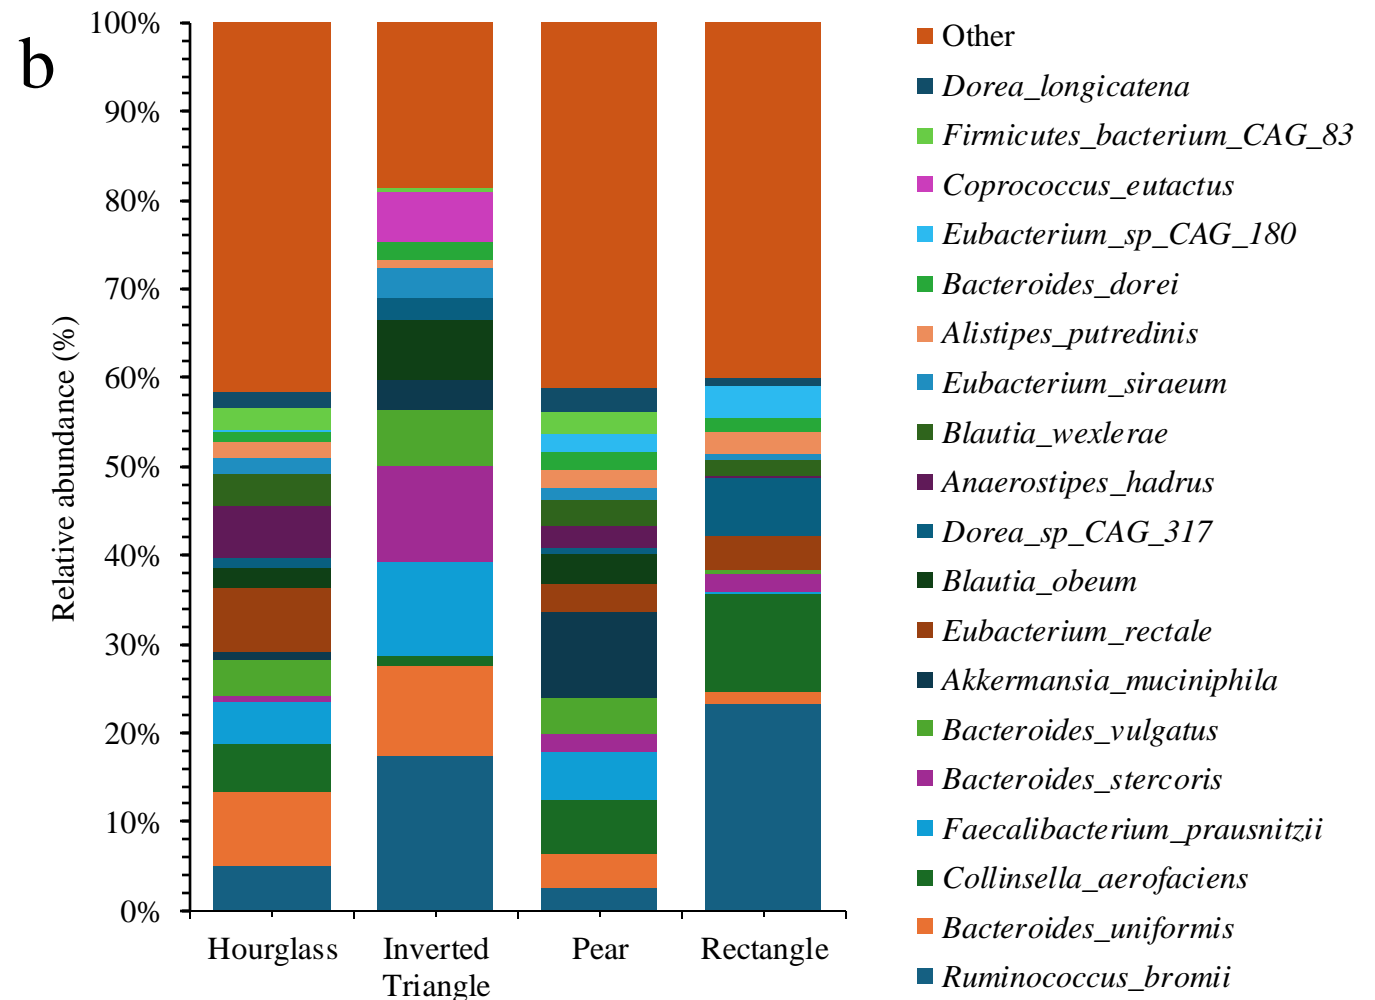 b
Relative abundance (%)
100%
90%
80%
70%
60%
50%
40%
30%
20%
10%
0%
Hourglass
Inverted
Triangle
Pear
Rectangle
Other
Dorea_longicatena
Firmicutes_bacterium_CAG_83
Coprococcus_eutactus
Eubacterium_sp_CAG_180
Bacteroides_dorei
Alistipes_putredinis
Eubacterium_siraeum
Blautia_wexlerae
Anaerostipes_hadrus
Dorea_sp_CAG_317
Blautia_obeum
Eubacterium_rectale
Akkermansia_muciniphila
Bacteroides_vulgatus
Bacteroides_stercoris
Faecalibacterium_prausnitzii
Collinsella_aerofaciens
Bacteroides_uniformis
Ruminococcus_bromii